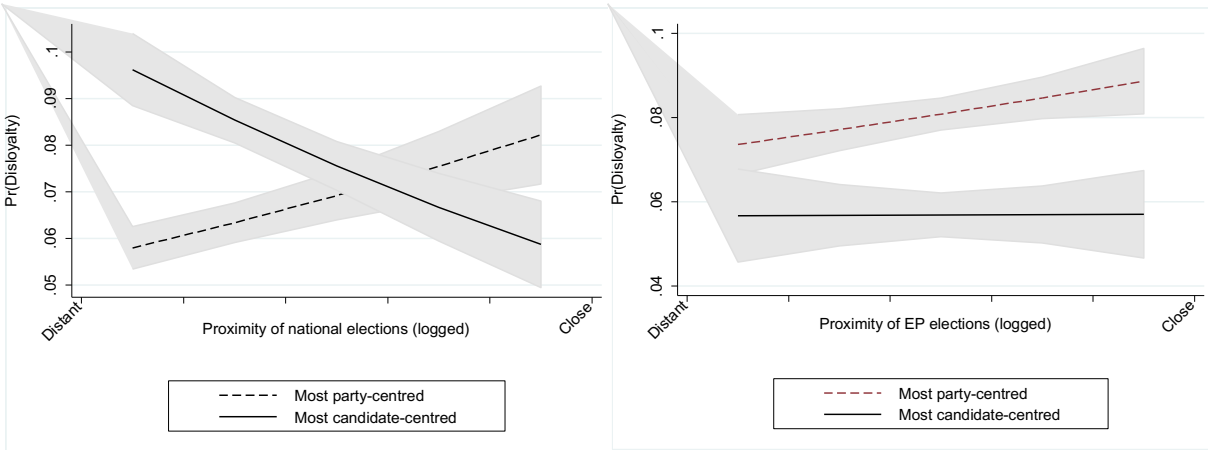 Pr(Disloyalty)
.1
.09
.08
.07
.06
.05
Distant
Close
Proximity of national elections (logged)
Most party-centred
Most candidate-centred
Pr(Disloyalty)
.1
.08
.06
.04
Distant
Close
Proximity of EP elections (logged)
Most party-centred
Most candidate-centred